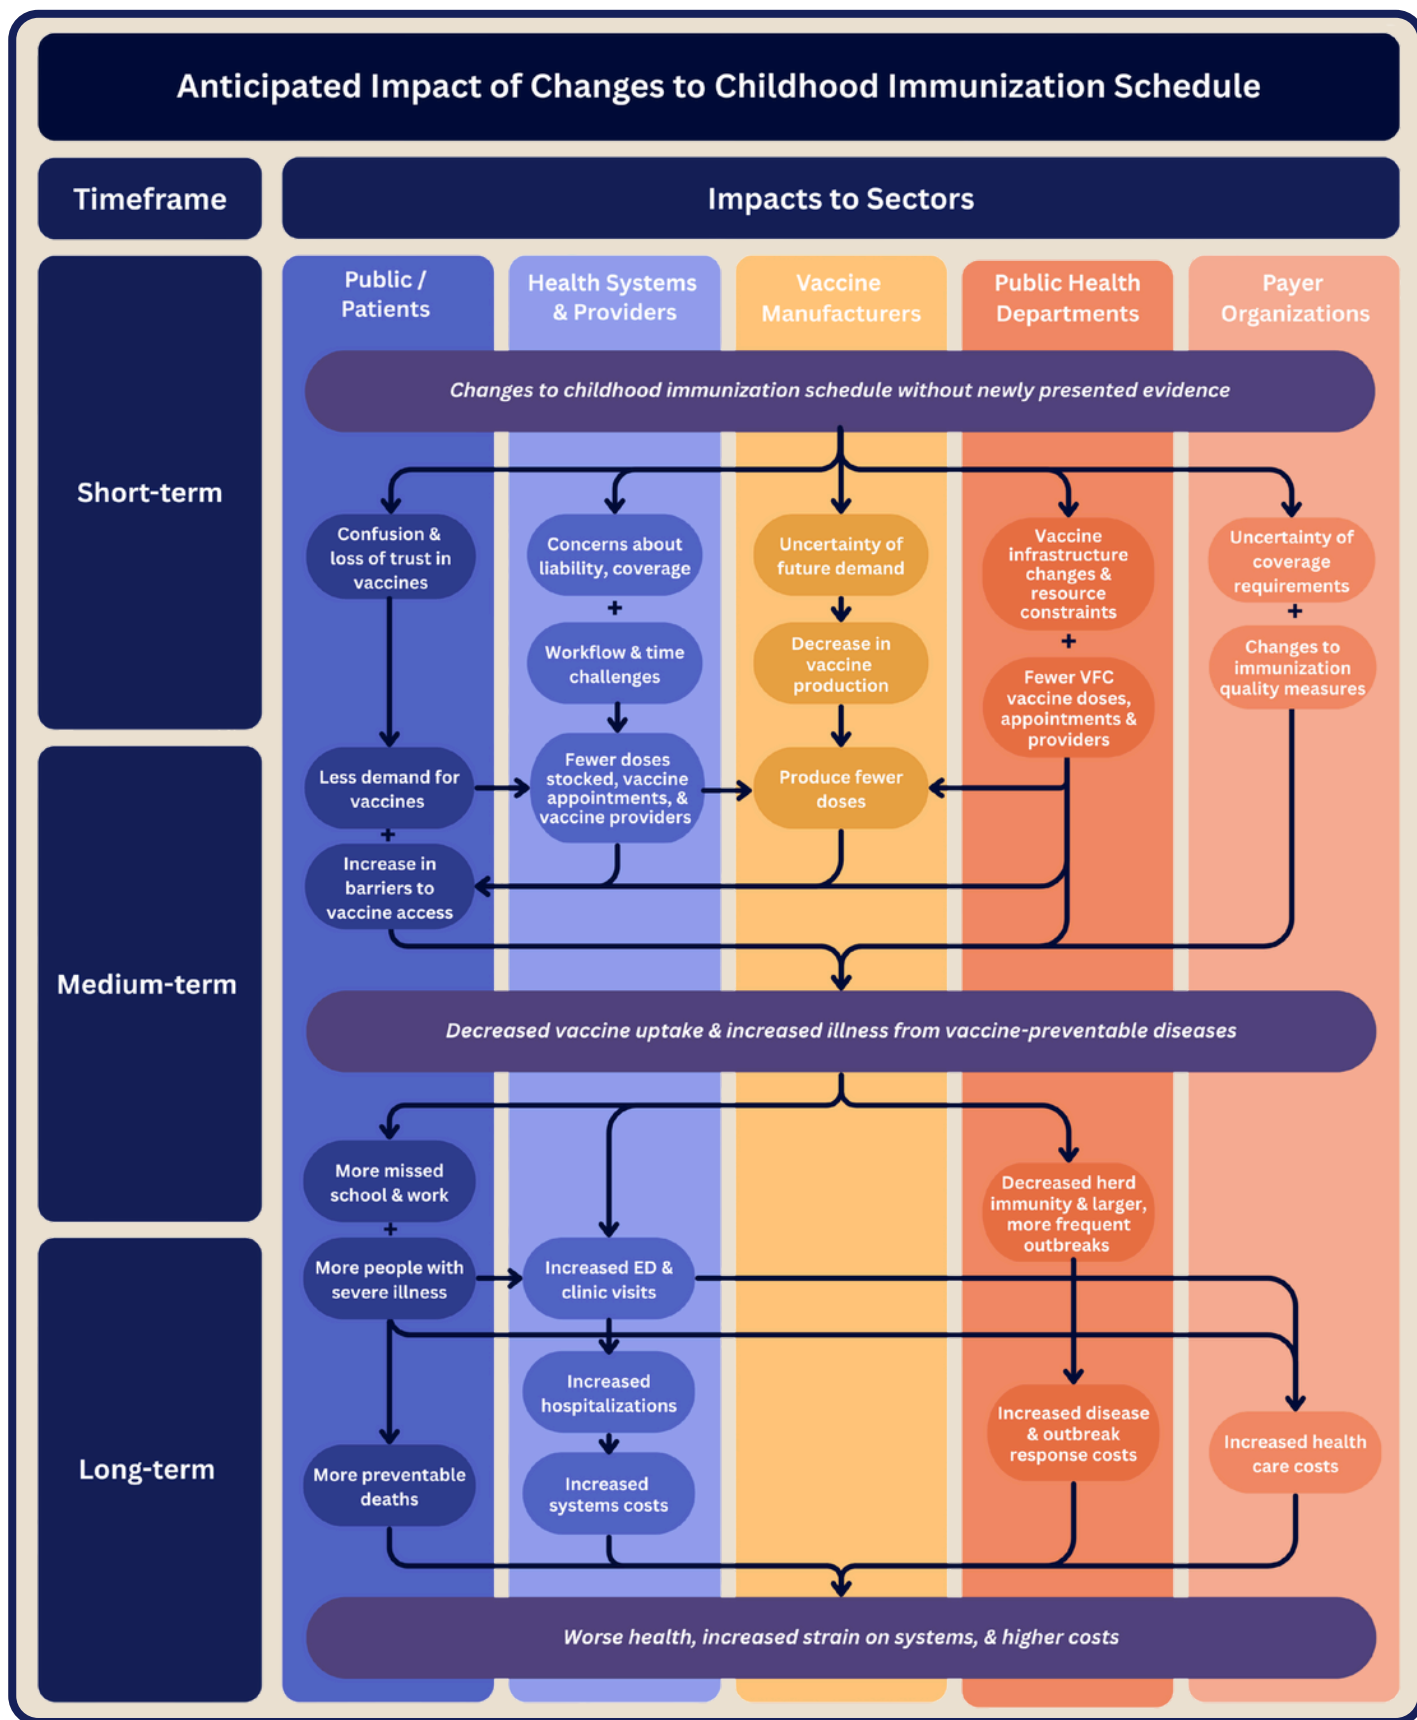 Anticipated Impact of Changes to Childhood Immunization Schedule
Timeframe
Impacts to Sectors
Public /
Patients
Health Systems
& Providers
Vaccine
Manufacturers
Public Health
Departments
Payer
Organizations
Changes to childhood immunization schedule without newly presented evidence
Short-term
Confusion &
loss of trust in
vaccines
Concerns about
liability, coverage
+
Workflow & time
challenges
Uncertainty of
future demand
Decrease in
vaccine
production
Vaccine
infrastructure
changes &
resource
constraints
+
Fewer VFC
vaccine doses,
appointments &
providers
Uncertainty of
coverage
requirements
+
Changes to
immunization
quality measures
Medium-term
Less demand for
vaccines
+
Increase in
barriers to
vaccine access
Fewer doses
stocked, vaccine
appointments, &
vaccine providers
Produce fewer
doses
Decreased vaccine uptake & increased illness from vaccine-preventable diseases
More missed
school & work
+
More people with
severe illness
Increased ED &
clinic visits
Decreased herd
immunity & larger,
more frequent
outbreaks
Long-term
Increased
hospitalizations
More preventable
deaths
Increased
systems costs
Increased disease
& outbreak
response costs
Increased health
care costs
Worse health, increased strain on systems, & higher costs